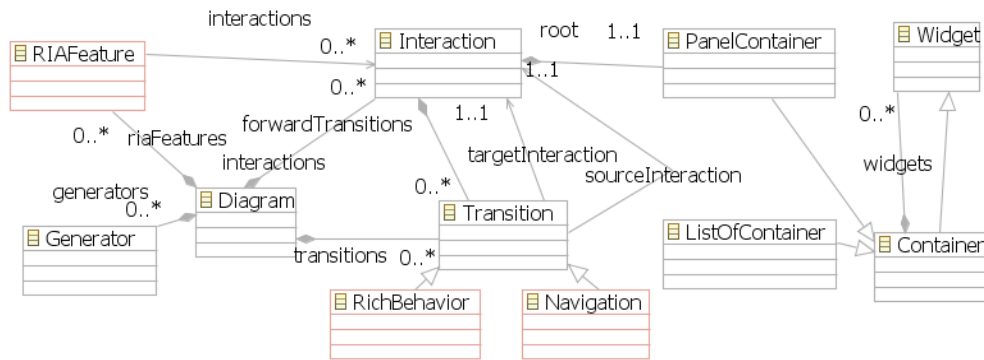 interactions
Interaction
root 1..1
PanelContainer
Widget
RIAFeature
0..*
1..1
0..*
0..*
forwardTransitions
1..1
0..*
riaFeatures
interactions
targetInteraction
sourceInteraction
widgets
generators
0..*
Diagram
0..*
Transition
Generator
ListOfContainer
Container
transitions
0..*
RichBehavior
Navigation